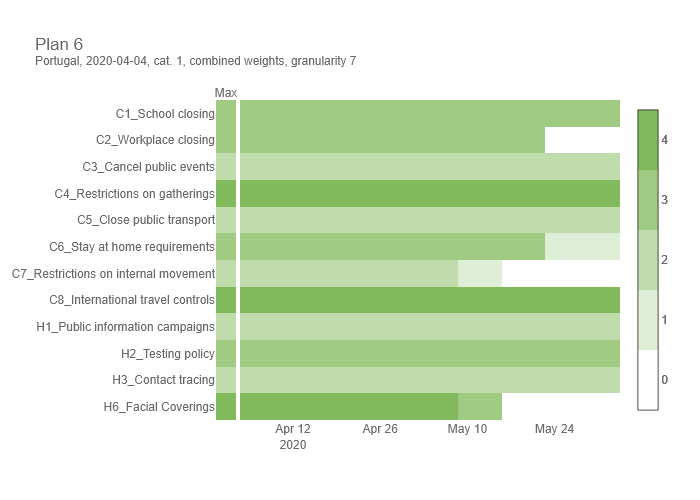 Plan 6
Portugal, 2020-04-04, cat. 1, combined weights, granularity 7
Max
C1_School closing
C2_Workplace closing
C3_Cancel public events
C4_Restrictions on gatherings
C5_Close public transport
C6_Stay at home requirements
C7_Restrictions on internal movement
C8_International travel controls
H1_Public information campaigns
H2_Testing policy
H3_Contact tracing
H6_Facial Coverings
Apr 12 Apr 26 May 10 May 24
2020
4
3
2
1
0